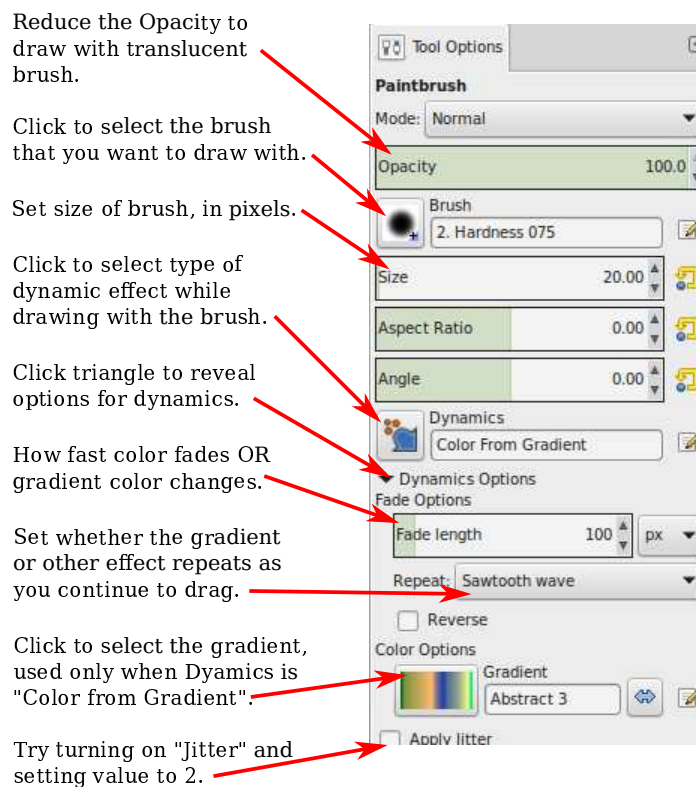 Reduce the Opacity to
draw with translucent
brush.
Click to select the brush
that you want to draw with.
Set size of brush, in pixels.
Click to select type of
dynamic effect while
drawing with the brush.
Click triangle to reveal
options for dynamics.
How fast color fades OR
gradient color changes.
Set whether the gradient
or other effect repeats as
you continue to drag.
Click to select the gradient,
used only when Dyamics is
"Color from Gradient".
Try turning on "Jitter" and
setting value to 2.
Tool Options
Paintbrush
Mode: Normal
Opacity 100.0
Brush
2. Hardness 075
Size 20.00
Aspect Ratio 0.00
Angle 0.00
Dynamics
Color From Gradient
Dynamics Options
Fade Options
Fade length 100 px
Repeat: Sawtooth wave
Reverse
Color Options
Gradient
Abstract 3
Apply Jitter